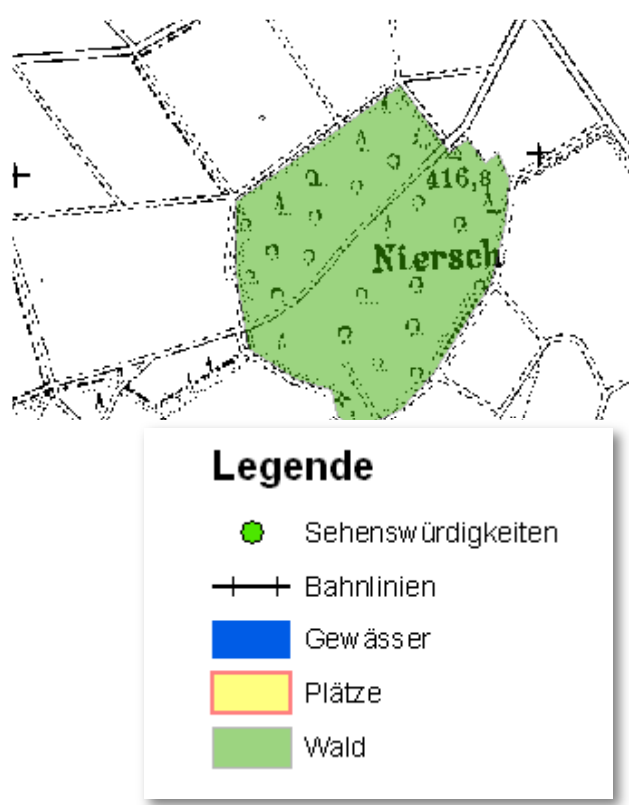 416,8
Niersch
Legende
Sehenswürdigkeiten
Bahnlinien
Gewässer
Plätze
Wald